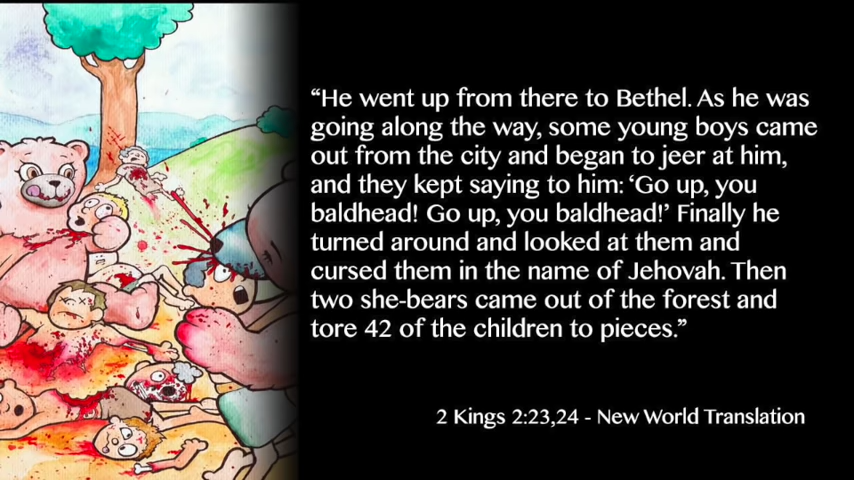 “He went up from there to Bethel. As he was
going along the way, some young boys came
out from the city and began to jeer at him,
and they kept saying to him: ‘Go up, you
baldhead! Go up, you baldhead!’ Finally he
turned around and looked at them and
cursed them in the name of Jehovah. Then
two she-bears came out of the forest and
tore 42 of the children to pieces.”
2 Kings 2:23,24 - New World Translation